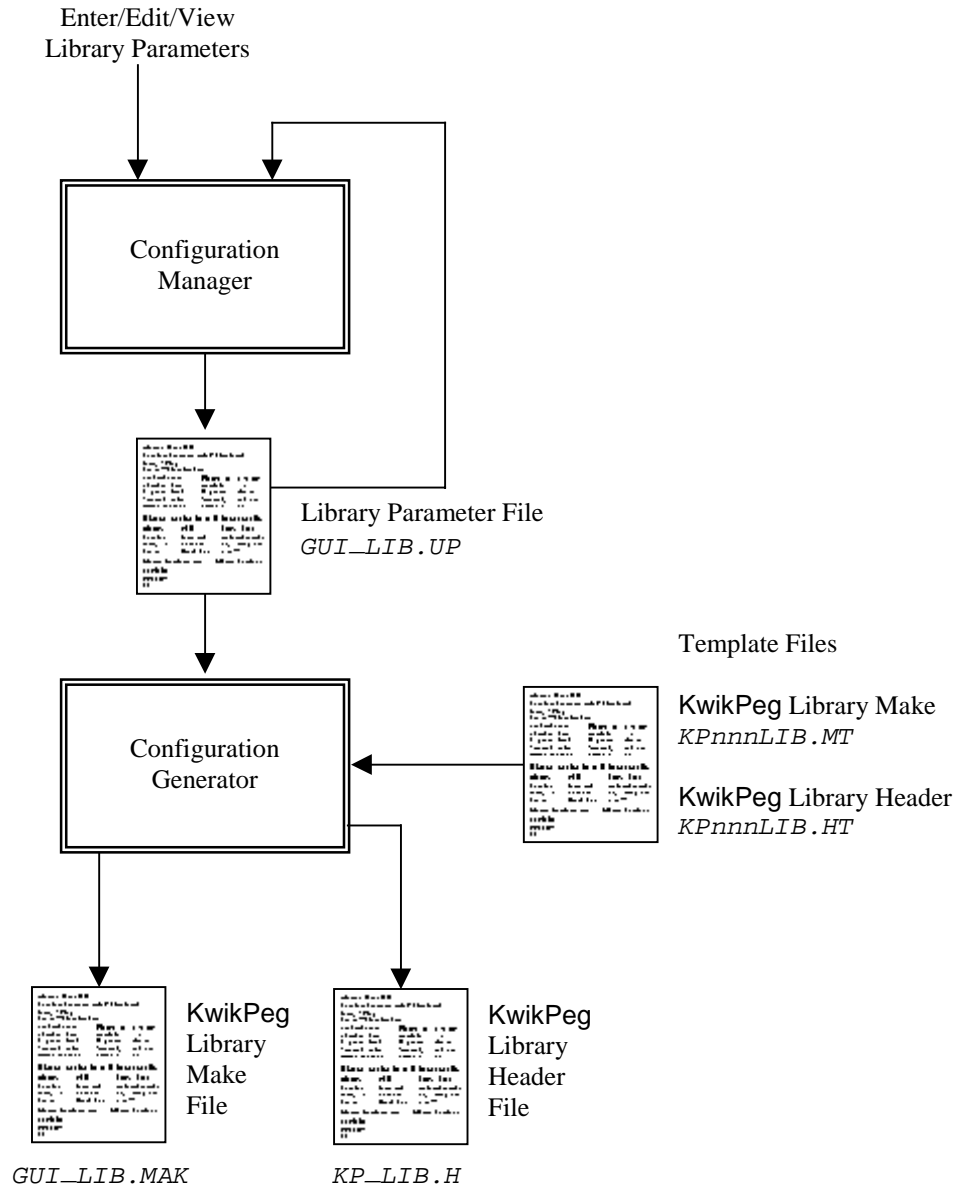 Enter/Edit/View
Library Parameters
Configuration
Manager
Library Parameter File
GUI_LIB.UP
Template Files
KwikPeg Library Make
KPnnnLIB.MT
Configuration
Generator
KwikPeg Library Header
KPnnnLIB.HT
KwikPeg
Library
Make
File
KwikPeg
Library
Header
File
GUI_LIB.MAK
KP_LIB.H